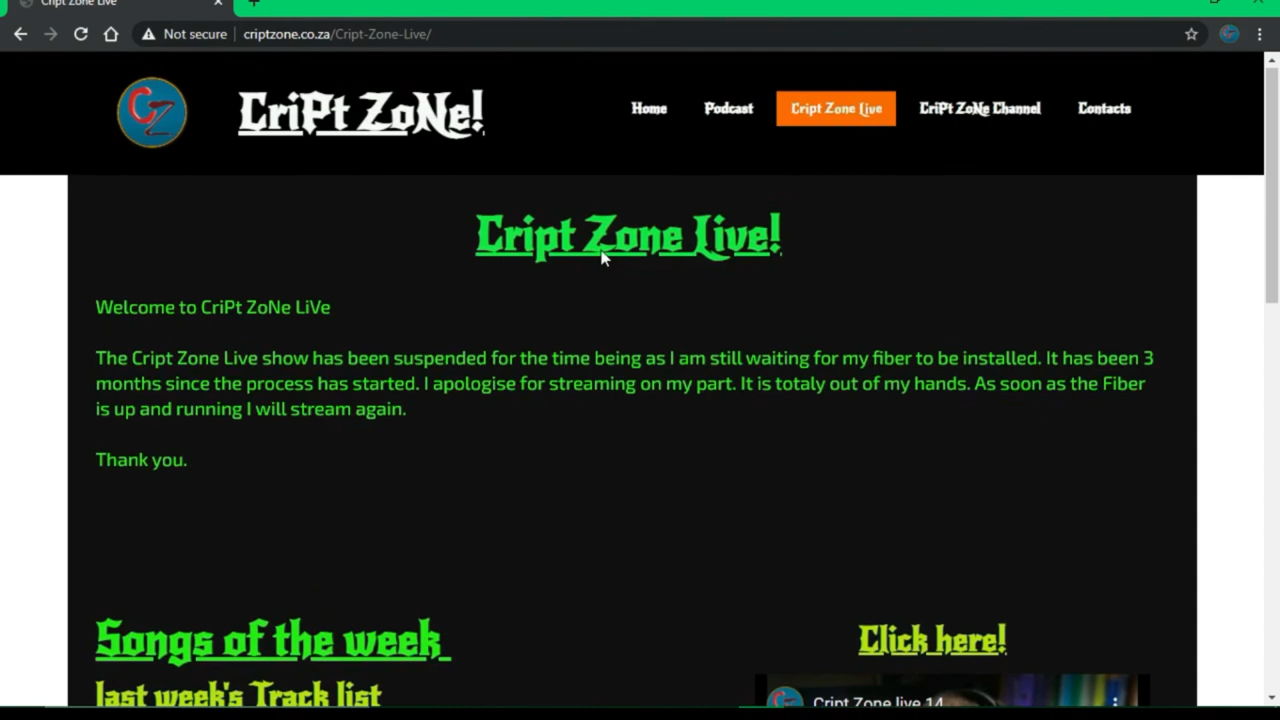 Cript Zone Live
Not secure criptzone.co.za/Cript-Zone-Live/
CZ
CriPt ZoNe!
Home Podcast Cript Zone Live CriPt ZoNe Channel Contacts
Cript Zone Live!
Welcome to CriPt ZoNe LiVe
The Cript Zone Live show has been suspended for the time being as I am still waiting for my fiber to be installed. It has been 3
months since the process has started. I apologise for streaming on my part. It is totaly out of my hands. As soon as the Fiber
is up and running I will stream again.
Thank you.
Songs of the week
last week's Track list
Click here!
Cript Zone live 14